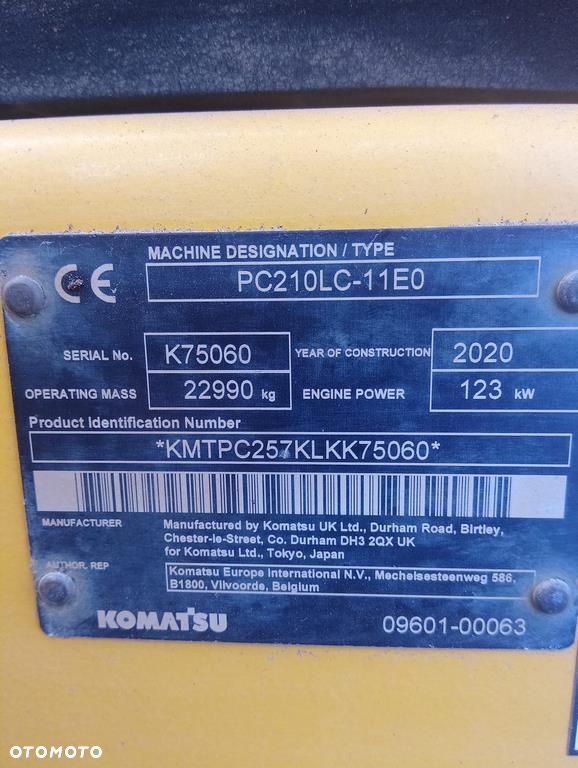 MACHINE DESIGNATION / TYPE
CE PC210LC-11E0
SERIAL No. K75060 YEAR OF CONSTRUCTION 2020
OPERATING MASS 22990 kg ENGINE POWER 123 kW
Product Identification Number
*KMTPC257KLKK75060*
MANUFACTURER Manufactured by Komatsu UK Ltd., Durham Road, Birtley,
Chester-le-Street, Co. Durham DH3 2QX UK
for Komatsu Ltd., Tokyo, Japan
AUTHOR. REP Komatsu Europe International N.V., Mechelsesteenweg 586,
B1800, Vilvoorde, Belgium
KOMATSU 09601-00063
OTOMOTO